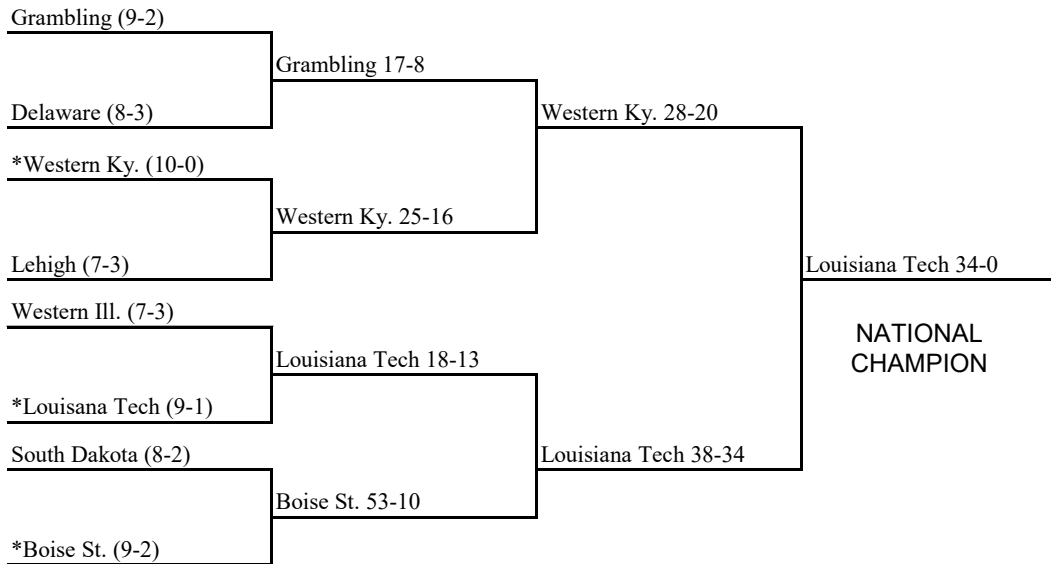 Grambling (9-2)
Grambling 17-8
Delaware (8-3)
Western Ky. 28-20
*Western Ky. (10-0)
Western Ky. 25-16
Lehigh (7-3)
Louisiana Tech 34-0
Western Ill. (7-3)
NATIONAL
CHAMPION
Louisiana Tech 18-13
*Louisana Tech (9-1)
South Dakota (8-2)
Louisiana Tech 38-34
Boise St. 53-10
*Boise St. (9-2)